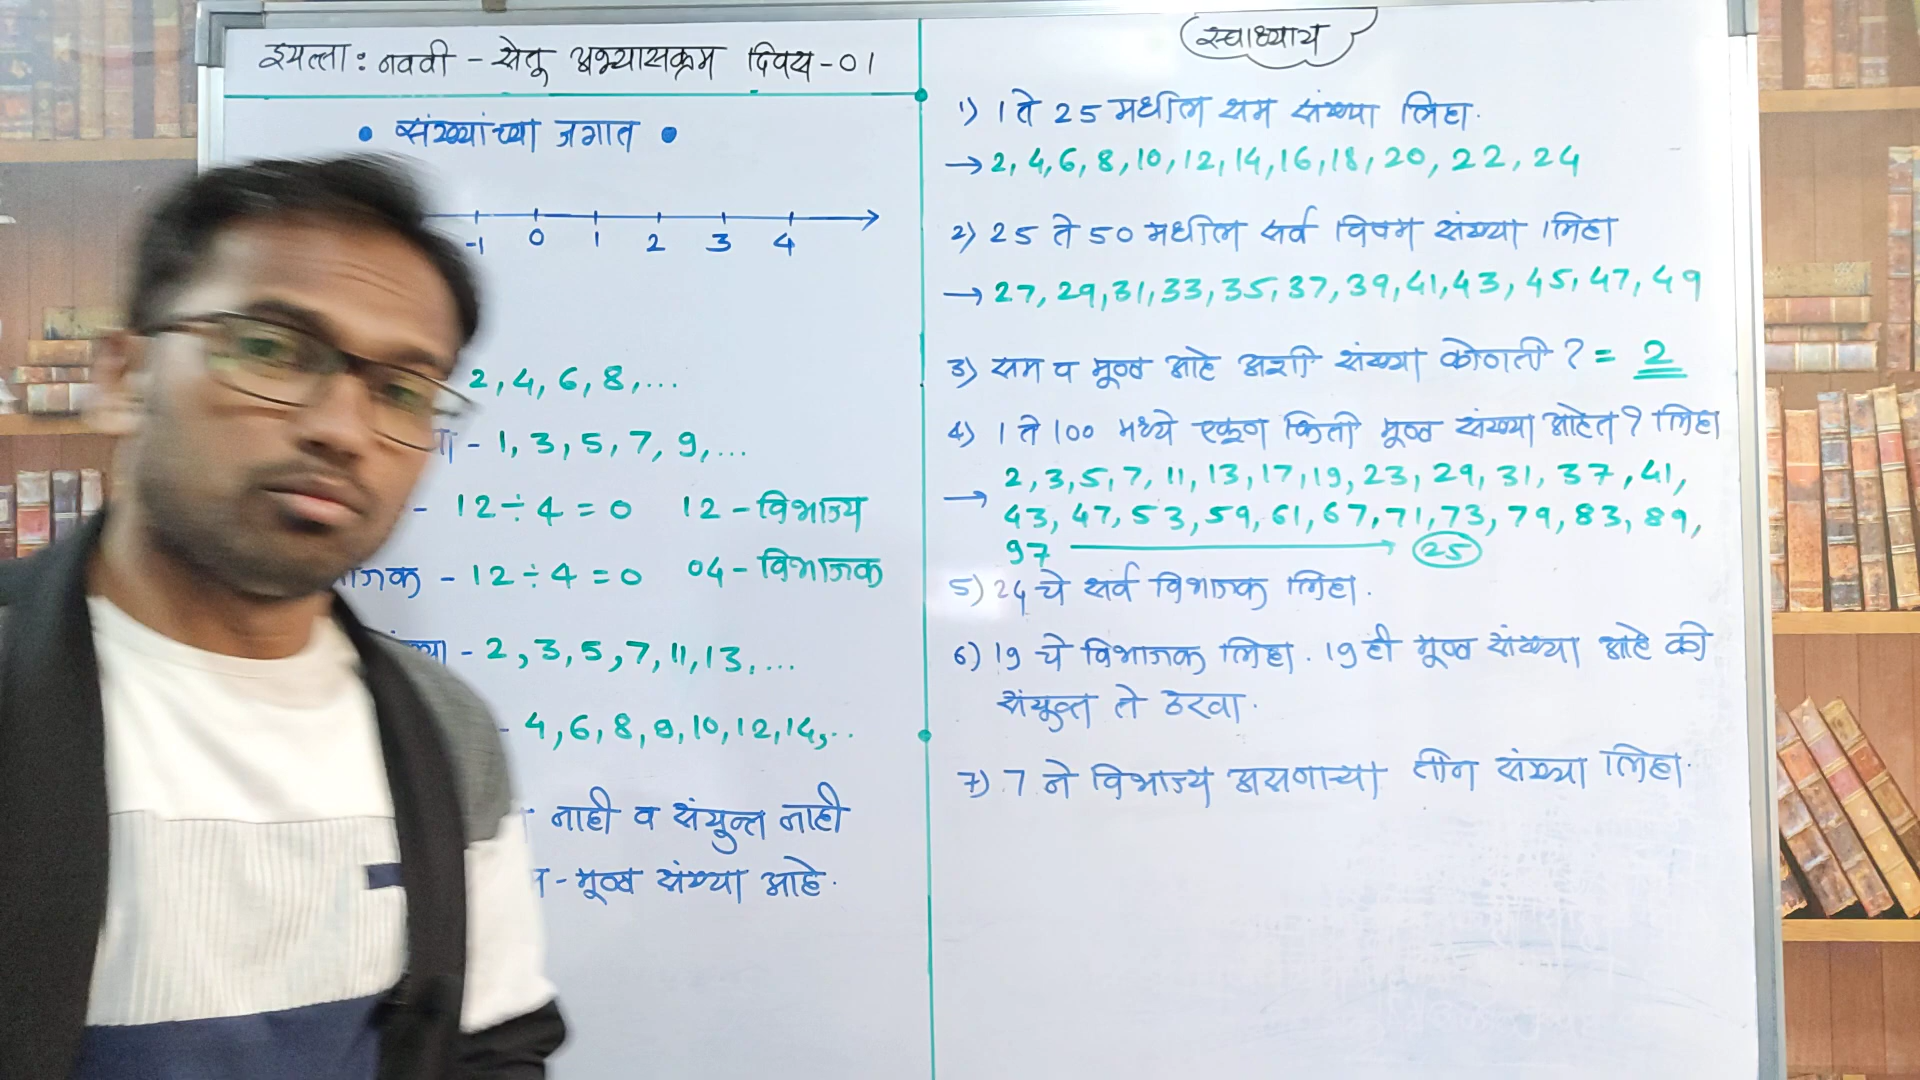 इयत्ता : नववी - सेतू अभ्यासक्रम दिवस - 01
• संख्यांच्या जगात •
-1 0 1 2 3 4
2, 4, 6, 8, ...
- 1, 3, 5, 7, 9, ...
- 12 ÷ 4 = 0 12 - विभाज्य
- 12 ÷ 4 = 0 04 - विभाजक
- 2, 3, 5, 7, 11, 13, ...
- 4, 6, 8, 9, 10, 12, 14, ..
नाही व संयुक्त नाही
- मूळ संख्या आहे.
स्वाध्याय
1) 1 ते 25 मधील सम संख्या लिहा.
→ 2, 4, 6, 8, 10, 12, 14, 16, 18, 20, 22, 24
2) 25 ते 50 मधील सर्व विषम संख्या लिहा
→ 27, 29, 31, 33, 35, 37, 39, 41, 43, 45, 47, 49
3) सम व मूळ आहे अशी संख्या कोणती ? = 2
4) 1 ते 100 मध्ये एकूण किती मूळ संख्या आहेत ? लिहा
→ 2, 3, 5, 7, 11, 13, 17, 19, 23, 29, 31, 37, 41,
43, 47, 53, 59, 61, 67, 71, 73, 79, 83, 89,
97 → 25
5) 24 चे सर्व विभाजक लिहा.
6) 19 चे विभाजक लिहा. 19 ही मूळ संख्या आहे की
संयुक्त ते ठरवा.
7) 7 ने विभाज्य असणाऱ्या तीन संख्या लिहा.